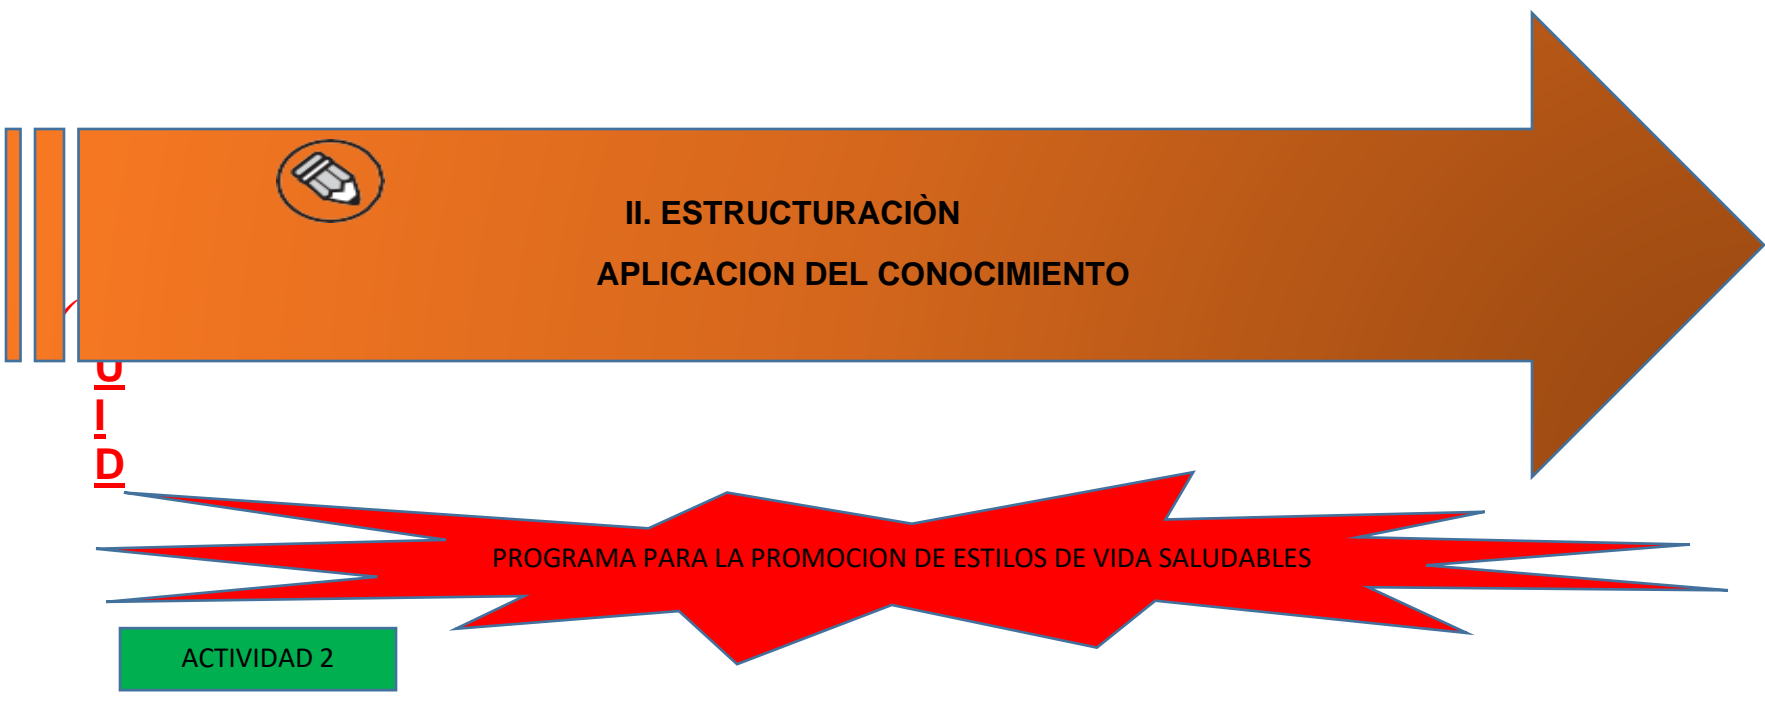 II. ESTRUCTURACIÒN
APLICACION DEL CONOCIMIENTO
U
I
D
PROGRAMA PARA LA PROMOCION DE ESTILOS DE VIDA SALUDABLES
ACTIVIDAD 2